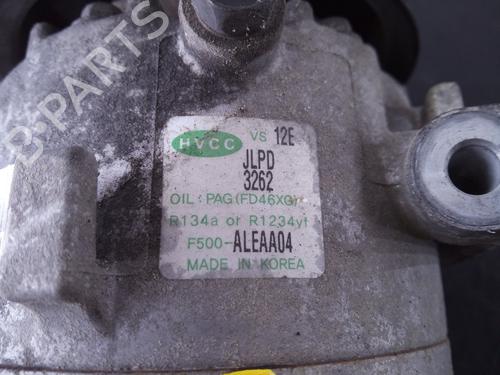 B-PARTS
HVCC VS 12E
JLPD
3262
OIL : PAG(FD46XG)
R134a or R1234yf
F500-ALEAA04
MADE IN KOREA